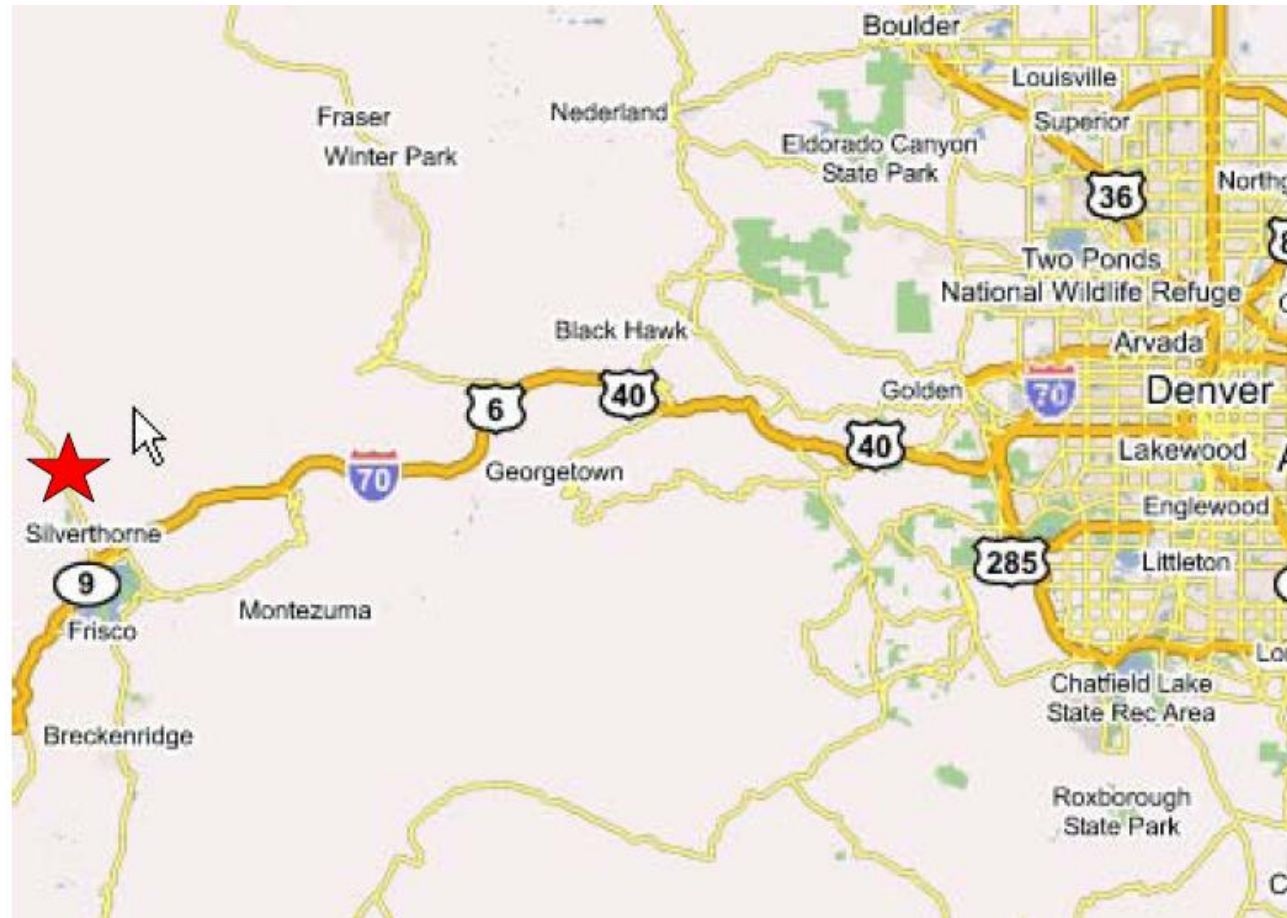 Boulder
Louisville
Nederland
Fraser
Superior
Winter Park
Eldorado Canyon
State Park
36
Two Ponds
National Wildlife Refuge
Black Hawk
Arvada
6
40
Golden
70
Denver
40
Lakewood
70
Georgetown
Englewood
Silverthorne
285
Littleton
9
Montezuma
Frisco
Chatfield Lake
State Rec Area
Breckenridge
Roxborough
State Park